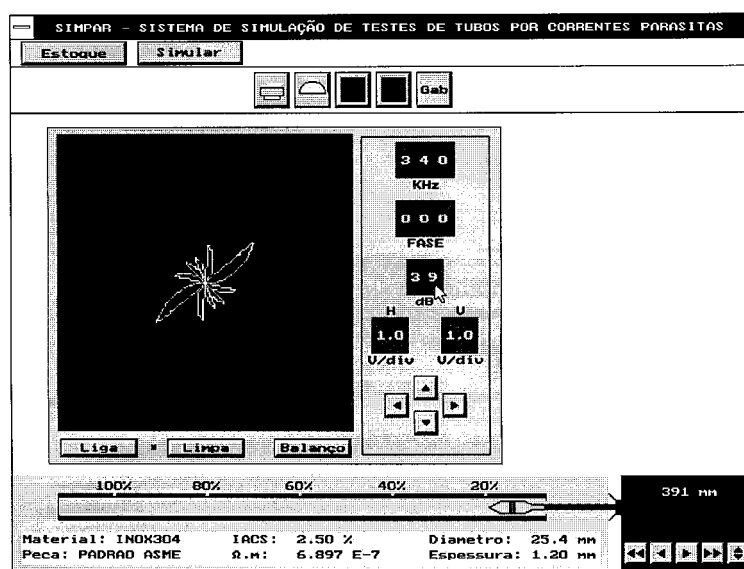 SIMPAR - SISTEMA DE SIMULAÇÃO DE TESTES DE TUBOS POR CORRENTES PARASITAS
Estoque Simular
Gab
3 4 0
KHz
0 0 0
FASE
3 9
dB
H V
1.0 1.0
V/div V/div
Liga Limpa Balanço
100% 80% 60% 40% 20%
391 mm
Material: INOX304 IACS: 2.50 % Diametro: 25.4 mm
Peca: PADRAO ASME Ω.m: 6.897 E-7 Espessura: 1.20 mm